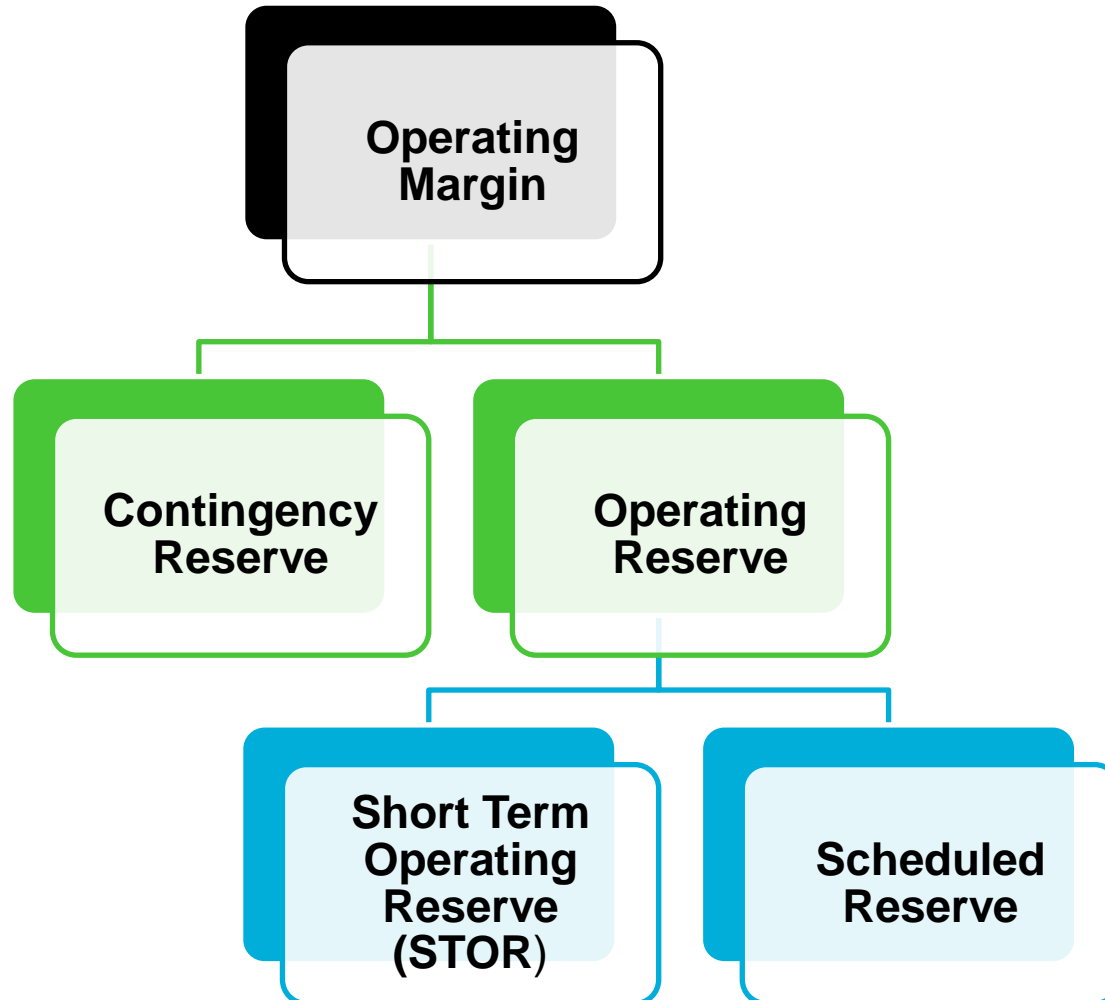 Operating
Margin
Contingency
Reserve
Operating
Reserve
Short Term
Operating
Reserve
(STOR)
Scheduled
Reserve